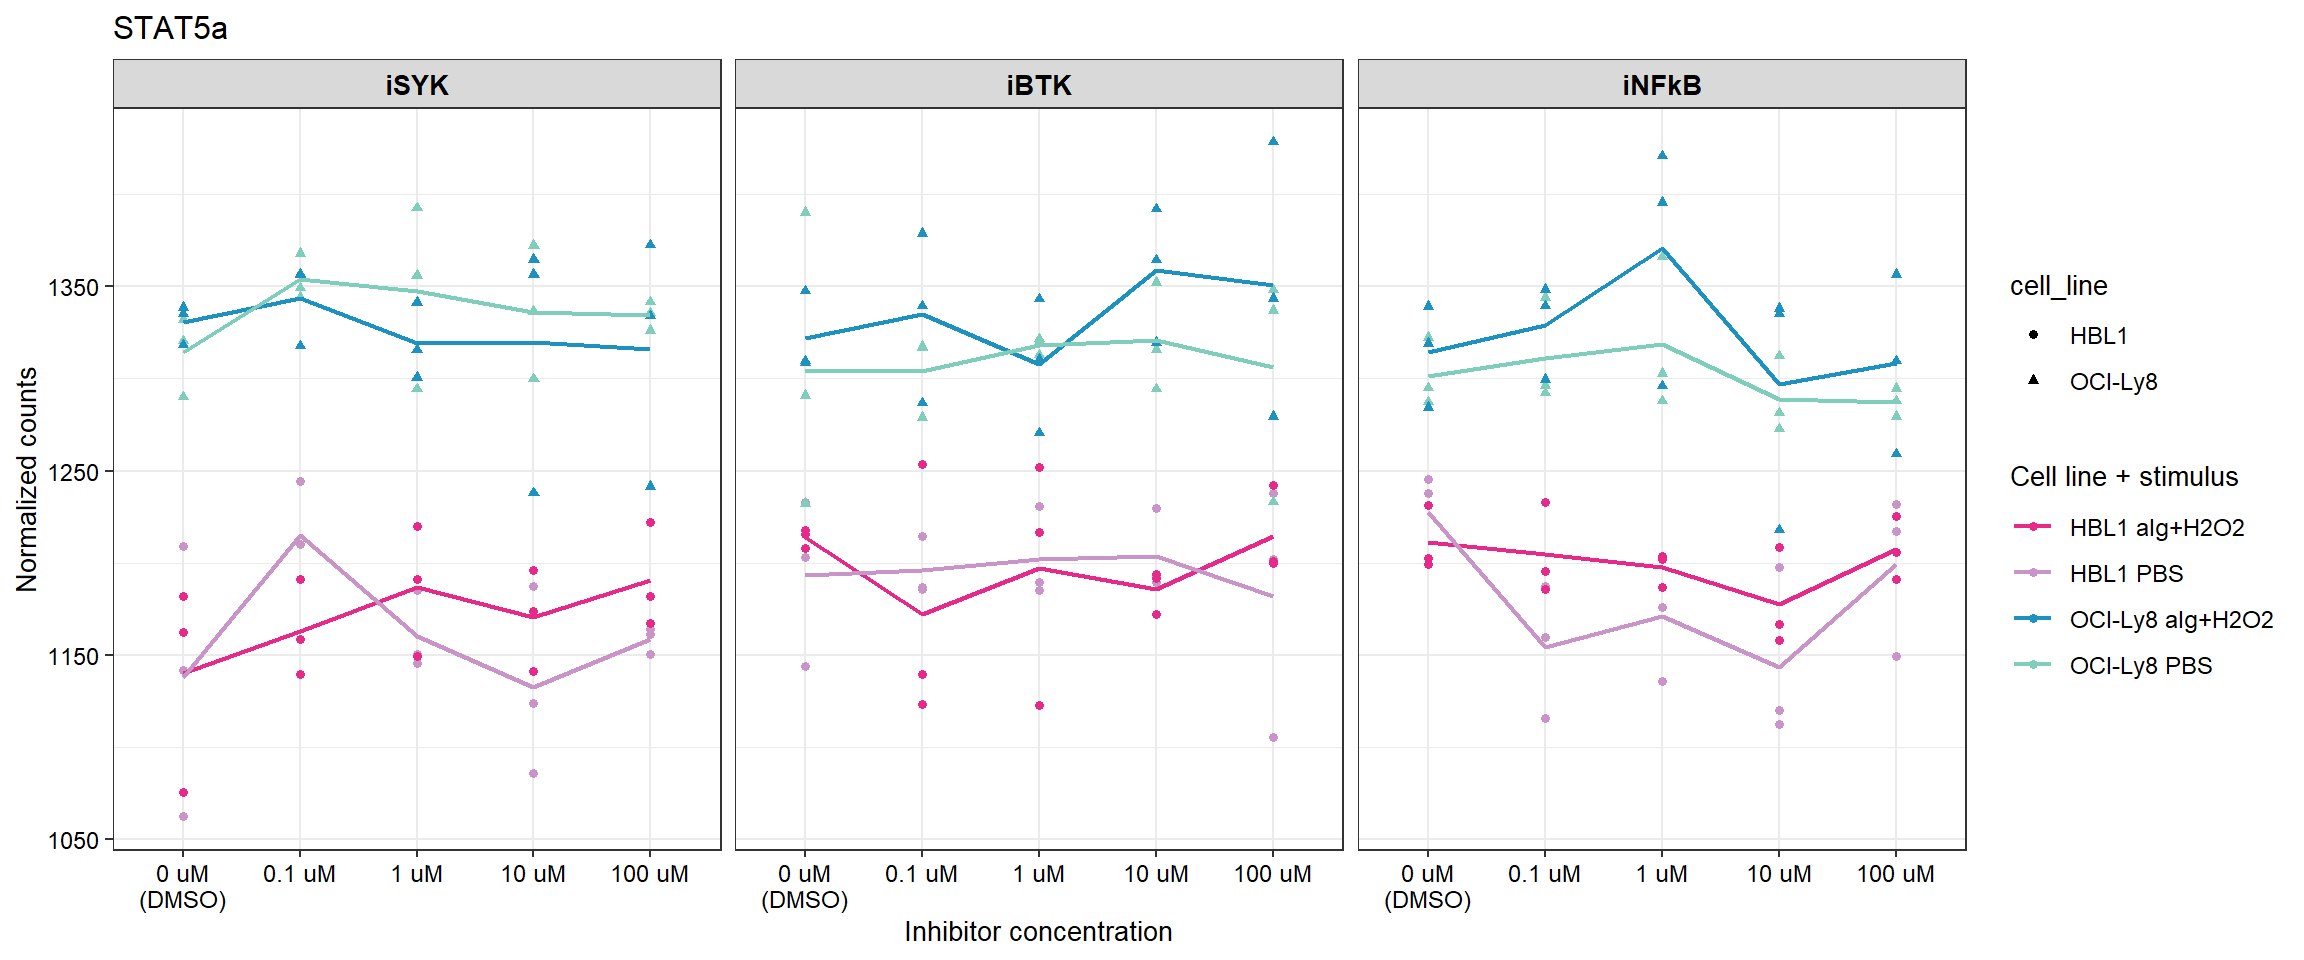 STAT5a
iSYK
iBTK
iNFkB
Normalized counts
1350
1250
1150
1050
0 uM
(DMSO)
0.1 uM
1 uM
10 uM
100 uM
0 uM
(DMSO)
0.1 uM
1 uM
10 uM
100 uM
0 uM
(DMSO)
0.1 uM
1 uM
10 uM
100 uM
Inhibitor concentration
cell_line
HBL1
OCI-Ly8
Cell line + stimulus
HBL1 aIg+H2O2
HBL1 PBS
OCI-Ly8 aIg+H2O2
OCI-Ly8 PBS